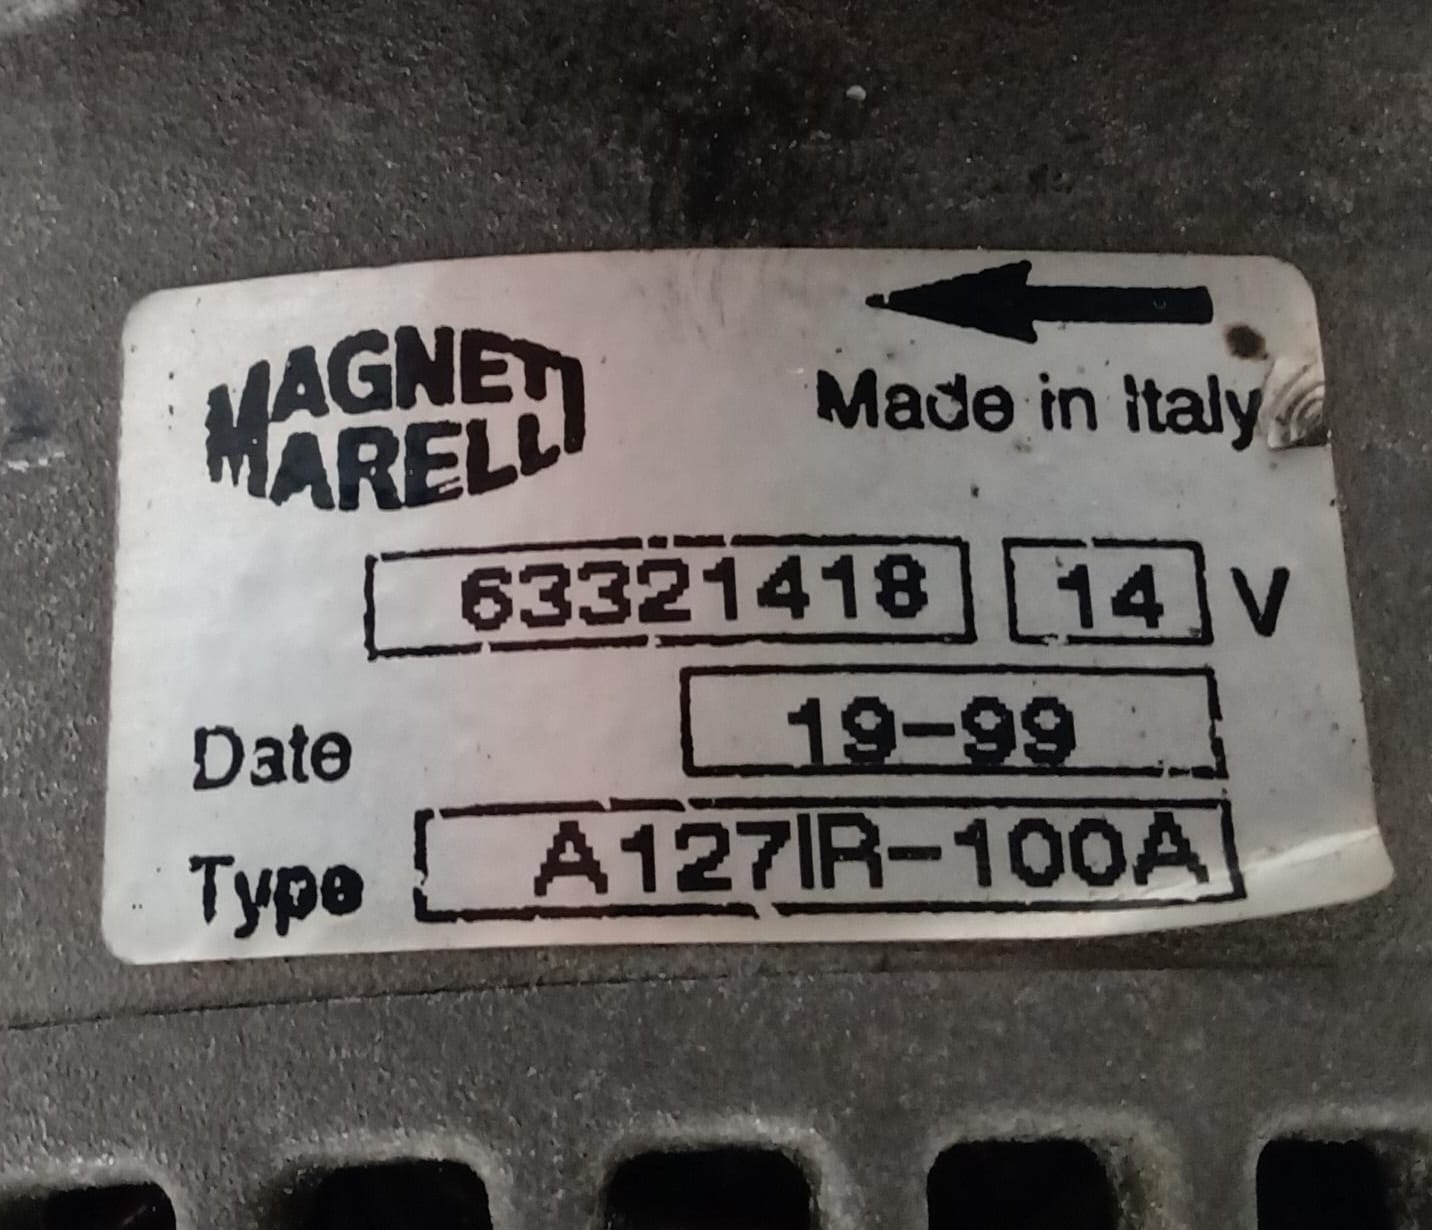 MAGNETI
MARELLI
Made in Italy
63321418 14 V
Date 19-99
Type A127IR-100A